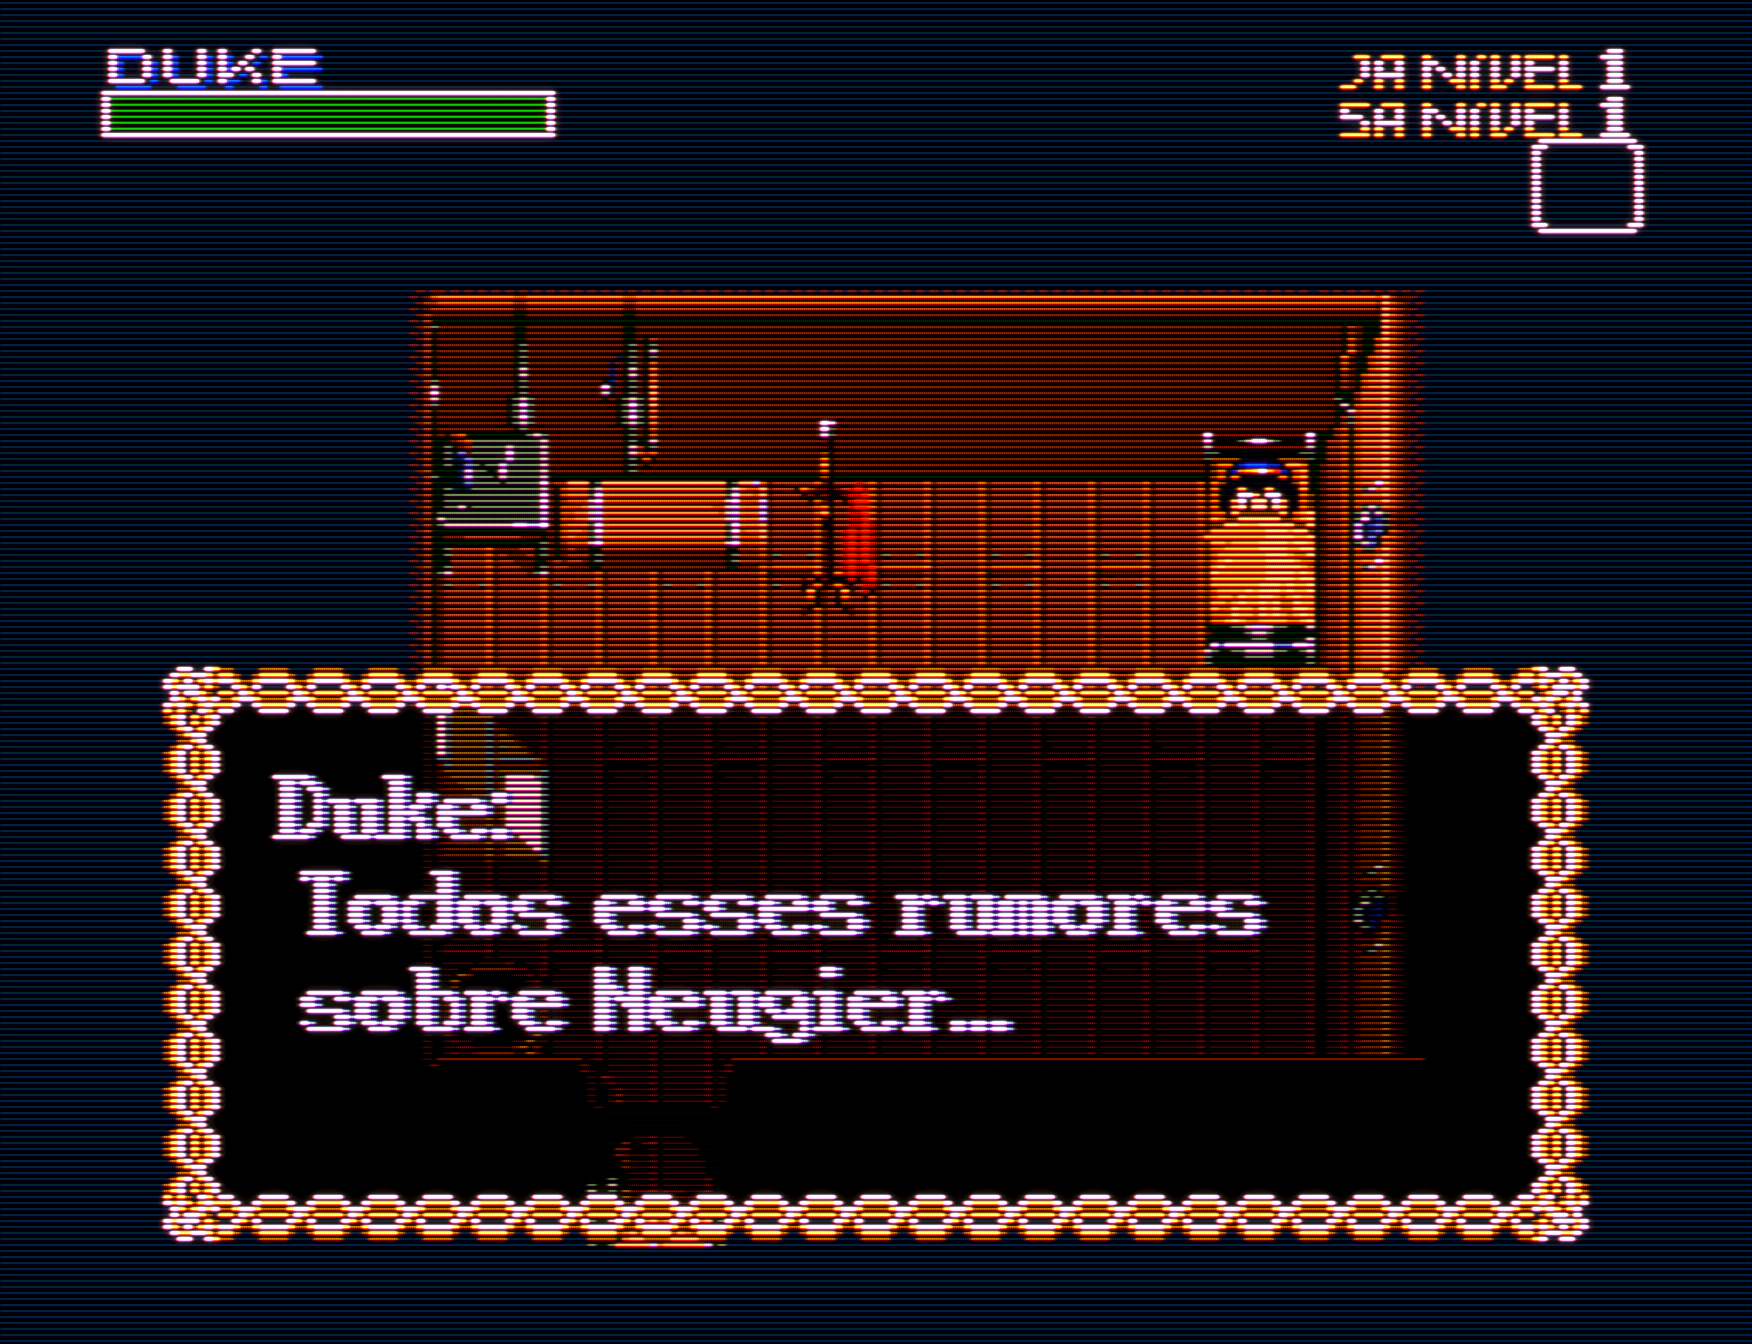 DUKE
JA NIVEL 1
SA NIVEL 1
Duke:
Todos esses rumores
sobre Neugier…